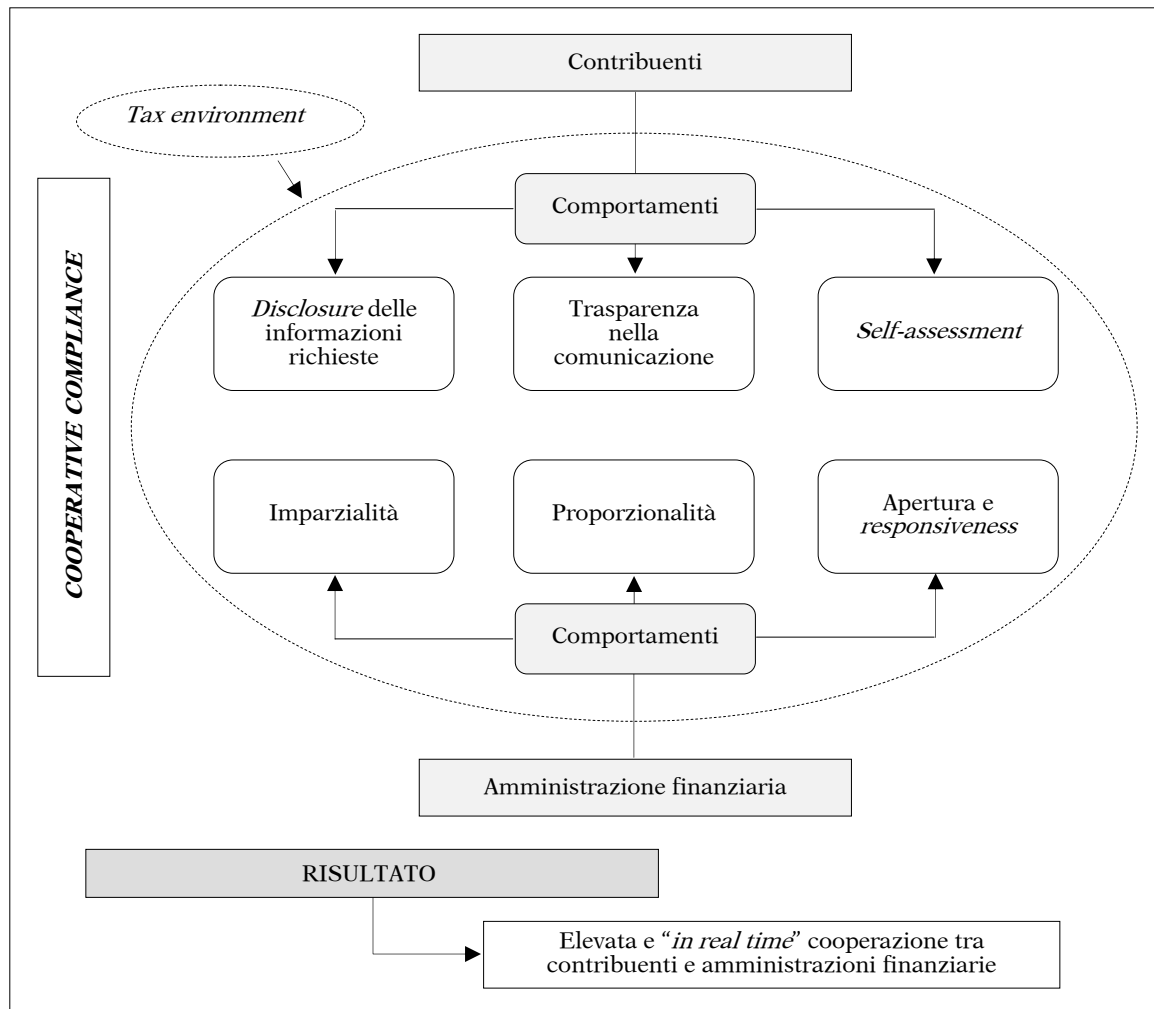 Contribuenti
Tax environment
Comportamenti
COOPERATIVE COMPLIANCE
Disclosure delle
informazioni
richieste
Trasparenza
nella
comunicazione
Self-assessment
Imparzialità
Proporzionalità
Apertura e
responsiveness
Comportamenti
Amministrazione finanziaria
RISULTATO
Elevata e “in real time” cooperazione tra
contribuenti e amministrazioni finanziarie